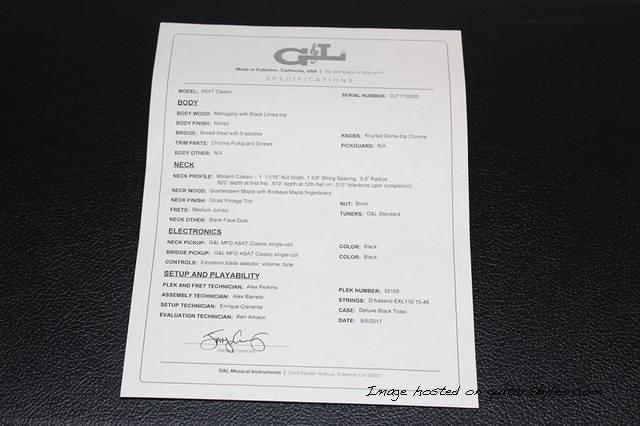 G&L
Made in Fullerton, California, USA | The Birthplace of Bolt-on™
SPECIFICATIONS
MODEL: ASAT Classic
SERIAL NUMBER:
BODY
BODY WOOD: Mahogany with Black Limba top
BODY FINISH: Honey
BRIDGE: Boxed-Steel with 6 saddles
KNOBS: Knurled Dome-top Chrome
TRIM PARTS: Chrome Pickguard Screws
PICKGUARD: N/A
BODY OTHER: N/A
NECK
NECK PROFILE: Modern Classic - 1 11/16" Nut Width, 1 5/8" String Spacing, 9.5" Radius
.820" depth at first fret, .870" depth at 12th fret (+/- .015" tolerance upon completion)
NECK WOOD: Quartersawn Maple with Birdseye Maple fingerboard
NECK FINISH: Gloss Vintage Tint
NUT: Bone
FRETS: Medium Jumbo
TUNERS: G&L Standard
NECK OTHER: Black Face Dots
ELECTRONICS
NECK PICKUP: G&L MFD ASAT Classic single-coil
COLOR: Black
BRIDGE PICKUP: G&L MFD ASAT Classic single-coil
COLOR: Black
CONTROLS: 3-position blade selector, volume, tone
SETUP AND PLAYABILITY
PLEK AND FRET TECHNICIAN: Alex Perkins
PLEK NUMBER: 35158
ASSEMBLY TECHNICIAN: Alex Barreto
STRINGS: D'Addario EXL110 10-46
SETUP TECHNICIAN: Enrique Cisneros
CASE: Deluxe Black Tolex
EVALUATION TECHNICIAN: Ken Amaon
DATE: 9/5/2017
G&L Musical Instruments | Fender Avenue, Fullerton, CA
Image hosted on